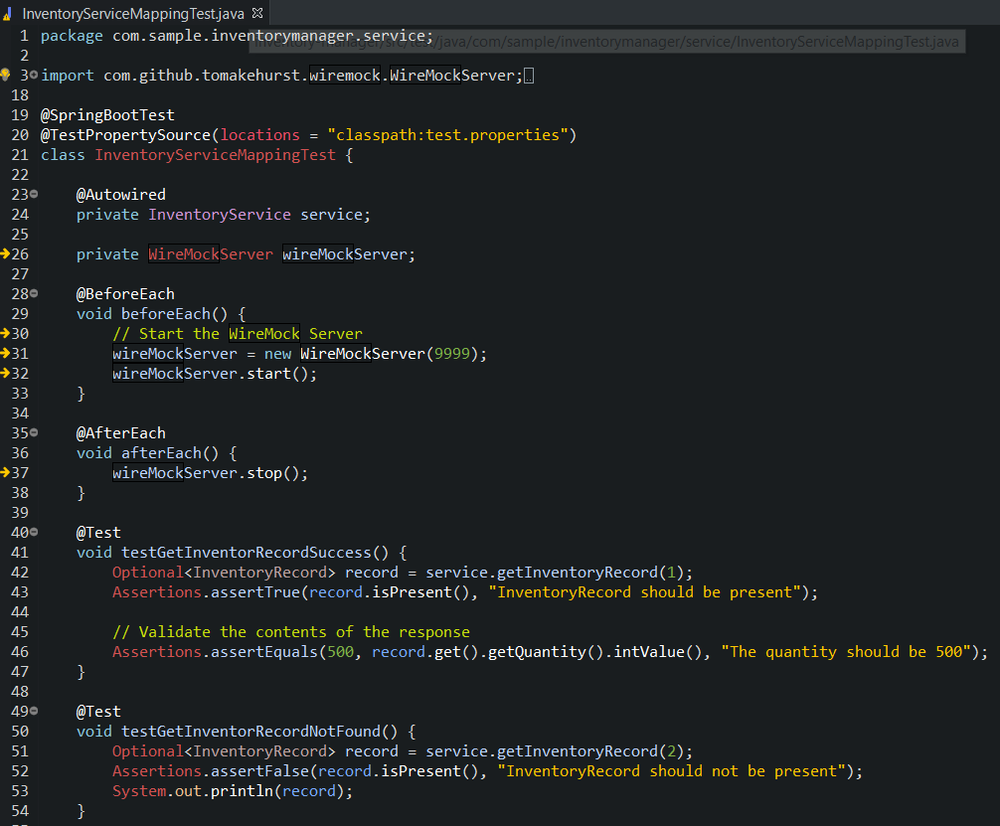 InventoryServiceMappingTest.java
1 package com.sample.inventorymanager.service;
inventory-manager/src/test/java/com/sample/inventorymanager/service/InventoryServiceMappingTest.java
2
3 import com.github.tomakehurst.wiremock.WireMockServer;
18
19 @SpringBootTest
20 @TestPropertySource(locations = "classpath:test.properties")
21 class InventoryServiceMappingTest {
22
23     @Autowired
24     private InventoryService service;
25
26     private WireMockServer wireMockServer;
27
28     @BeforeEach
29     void beforeEach() {
30         // Start the WireMock Server
31         wireMockServer = new WireMockServer(9999);
32         wireMockServer.start();
33     }
34
35     @AfterEach
36     void afterEach() {
37         wireMockServer.stop();
38     }
39
40     @Test
41     void testGetInventorRecordSuccess() {
42         Optional<InventoryRecord> record = service.getInventoryRecord(1);
43         Assertions.assertTrue(record.isPresent(), "InventoryRecord should be present");
44
45         // Validate the contents of the response
46         Assertions.assertEquals(500, record.get().getQuantity().intValue(), "The quantity should be 500");
47     }
48
49     @Test
50     void testGetInventorRecordNotFound() {
51         Optional<InventoryRecord> record = service.getInventoryRecord(2);
52         Assertions.assertFalse(record.isPresent(), "InventoryRecord should not be present");
53         System.out.println(record);
54     }